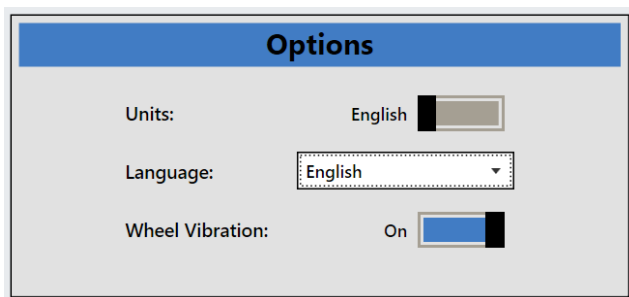 Options
Units: English
Language: English
Wheel Vibration: On